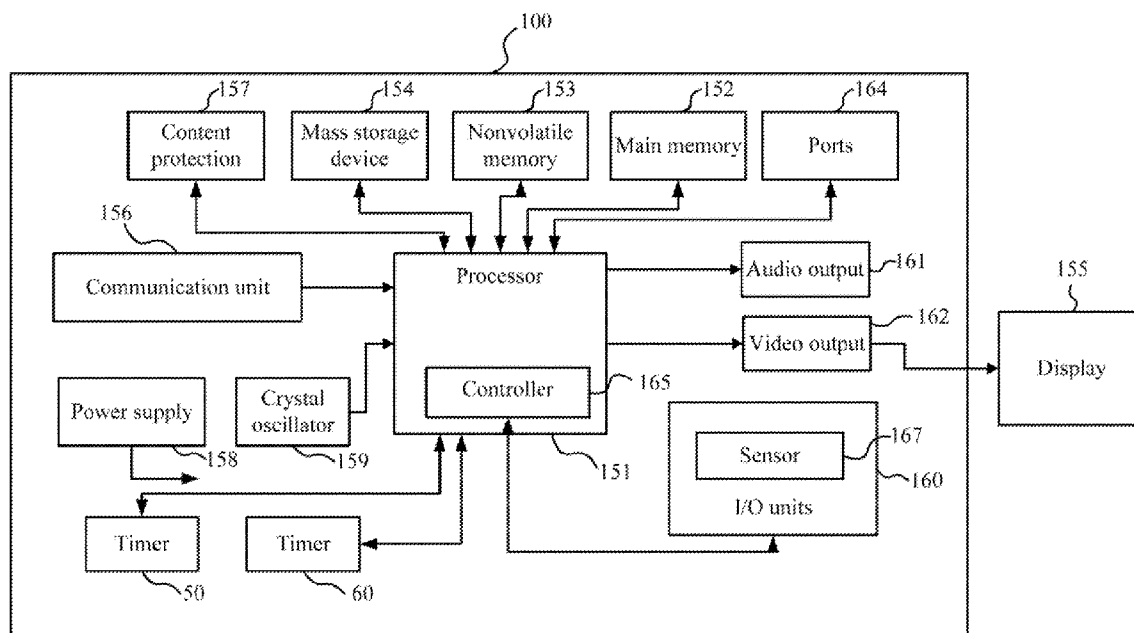 100
157
154
153
152
164
Content
protection
Mass storage
device
Nonvolatile
memory
Main memory
Ports
156
Communication unit
Processor
Audio output
161
155
162
Video output
Display
Controller
165
Power supply
Crystal
oscillator
158
159
151
Sensor
167
160
I/O units
Timer
Timer
50
60